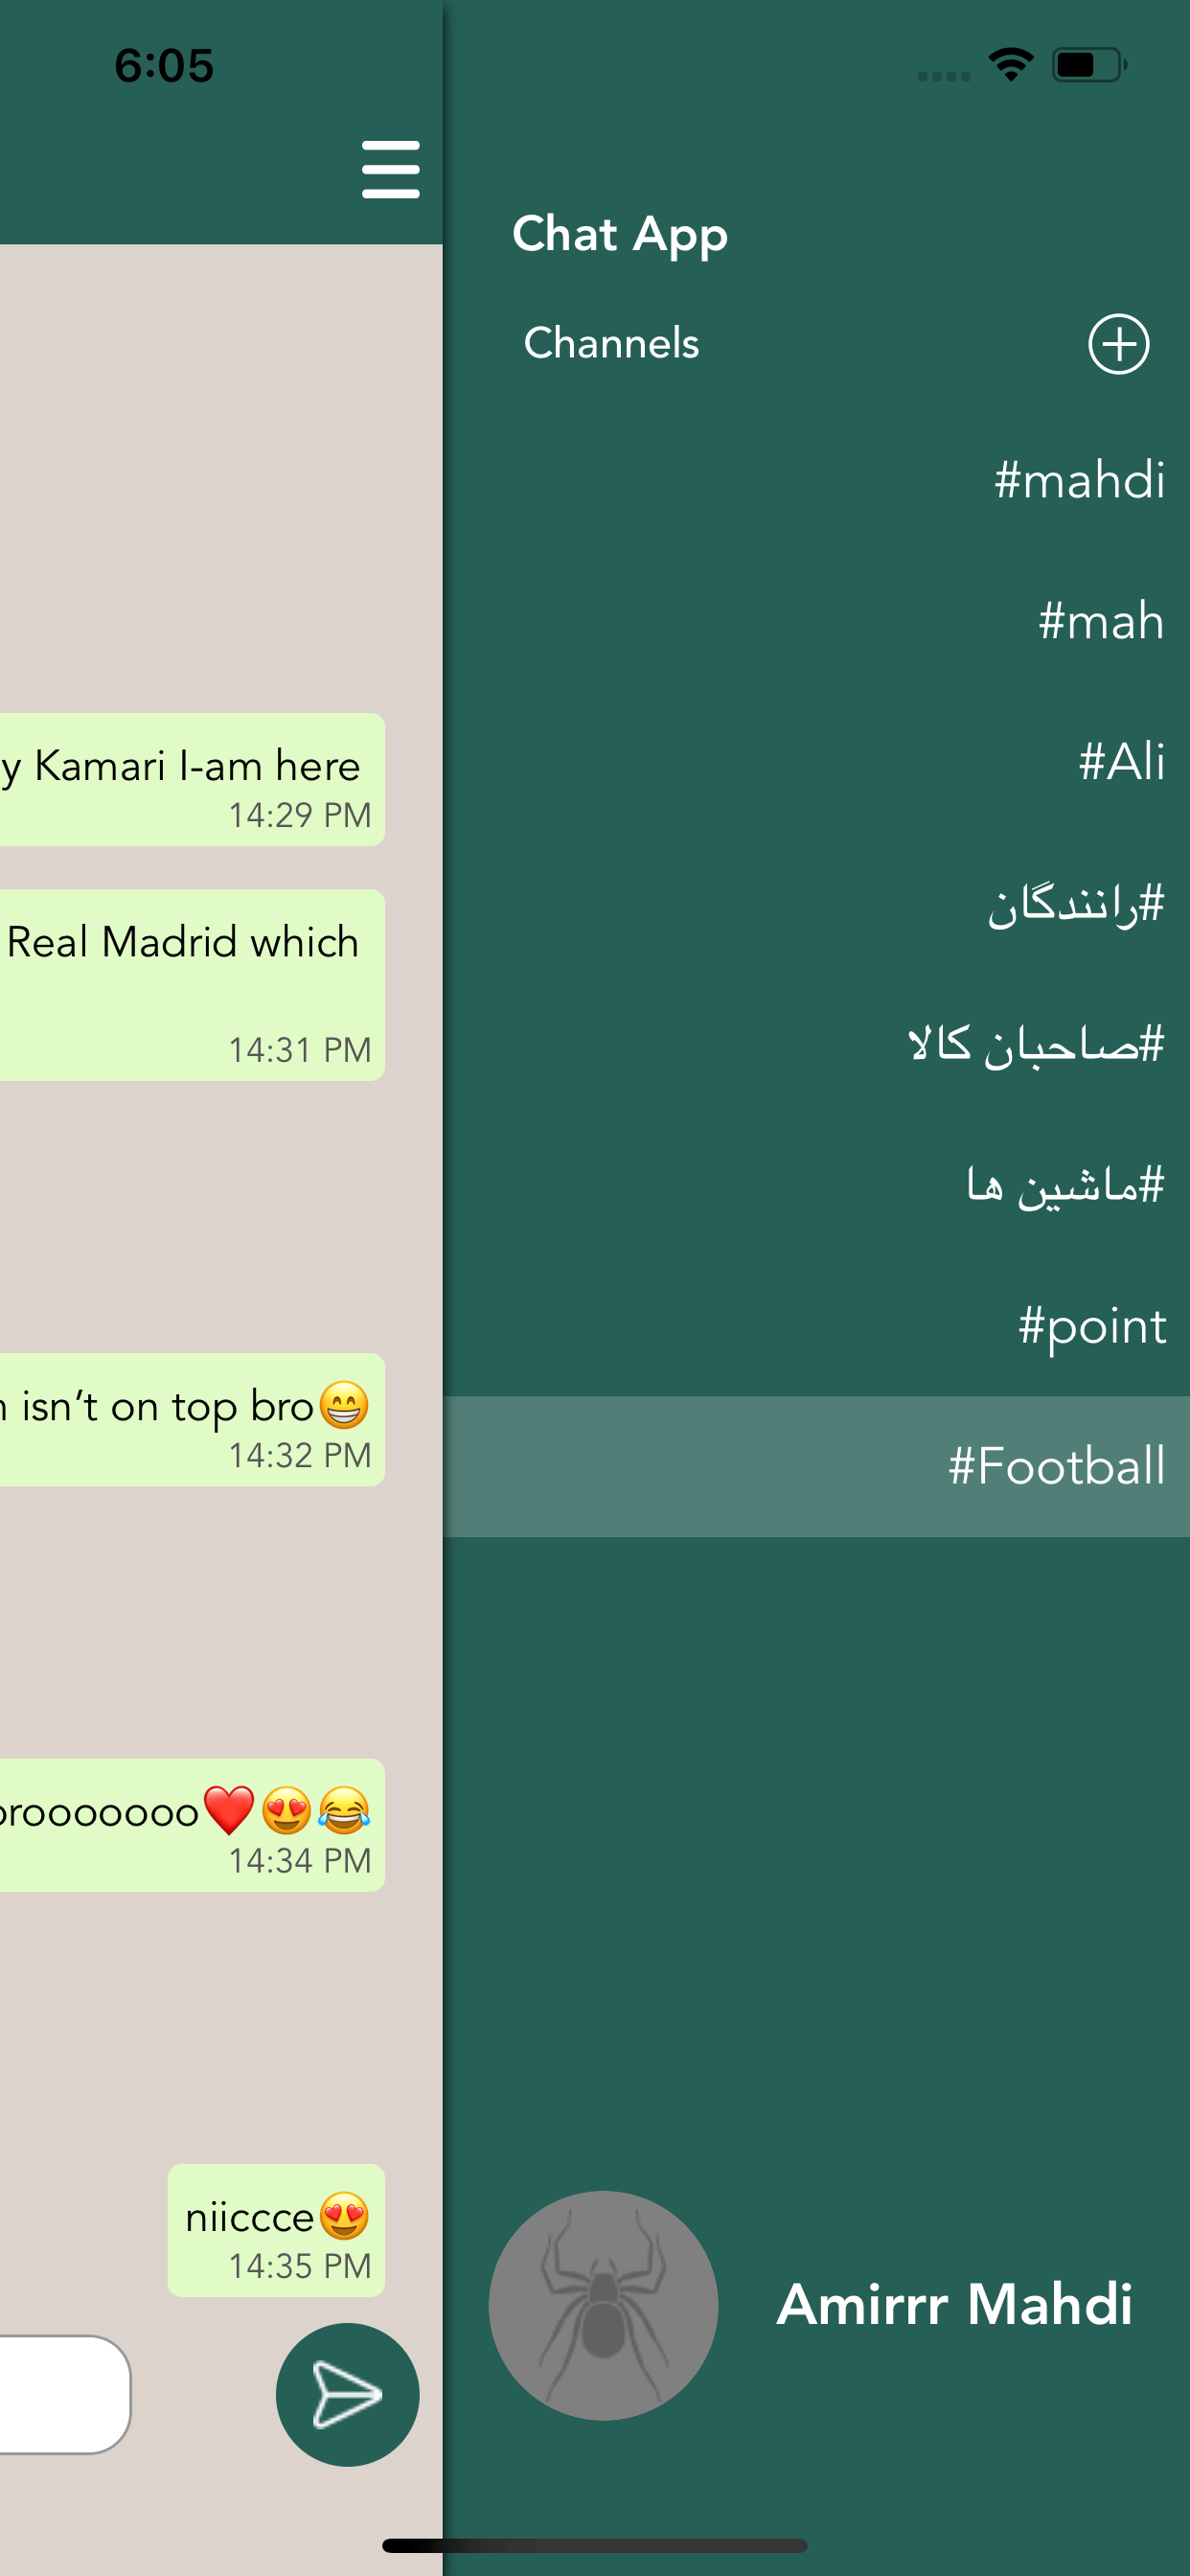 6:05
Chat App
Channels
#mahdi
#mah
#Ali
#رانندگان
#صاحبان کالا
#ماشین ها
#point
#Football
Amirrr Mahdi
y Kamari I-am here
14:29 PM
Real Madrid which
14:31 PM
isn’t on top bro😁
14:32 PM
brooooooo❤️😍😂
14:34 PM
niiccce😍
14:35 PM